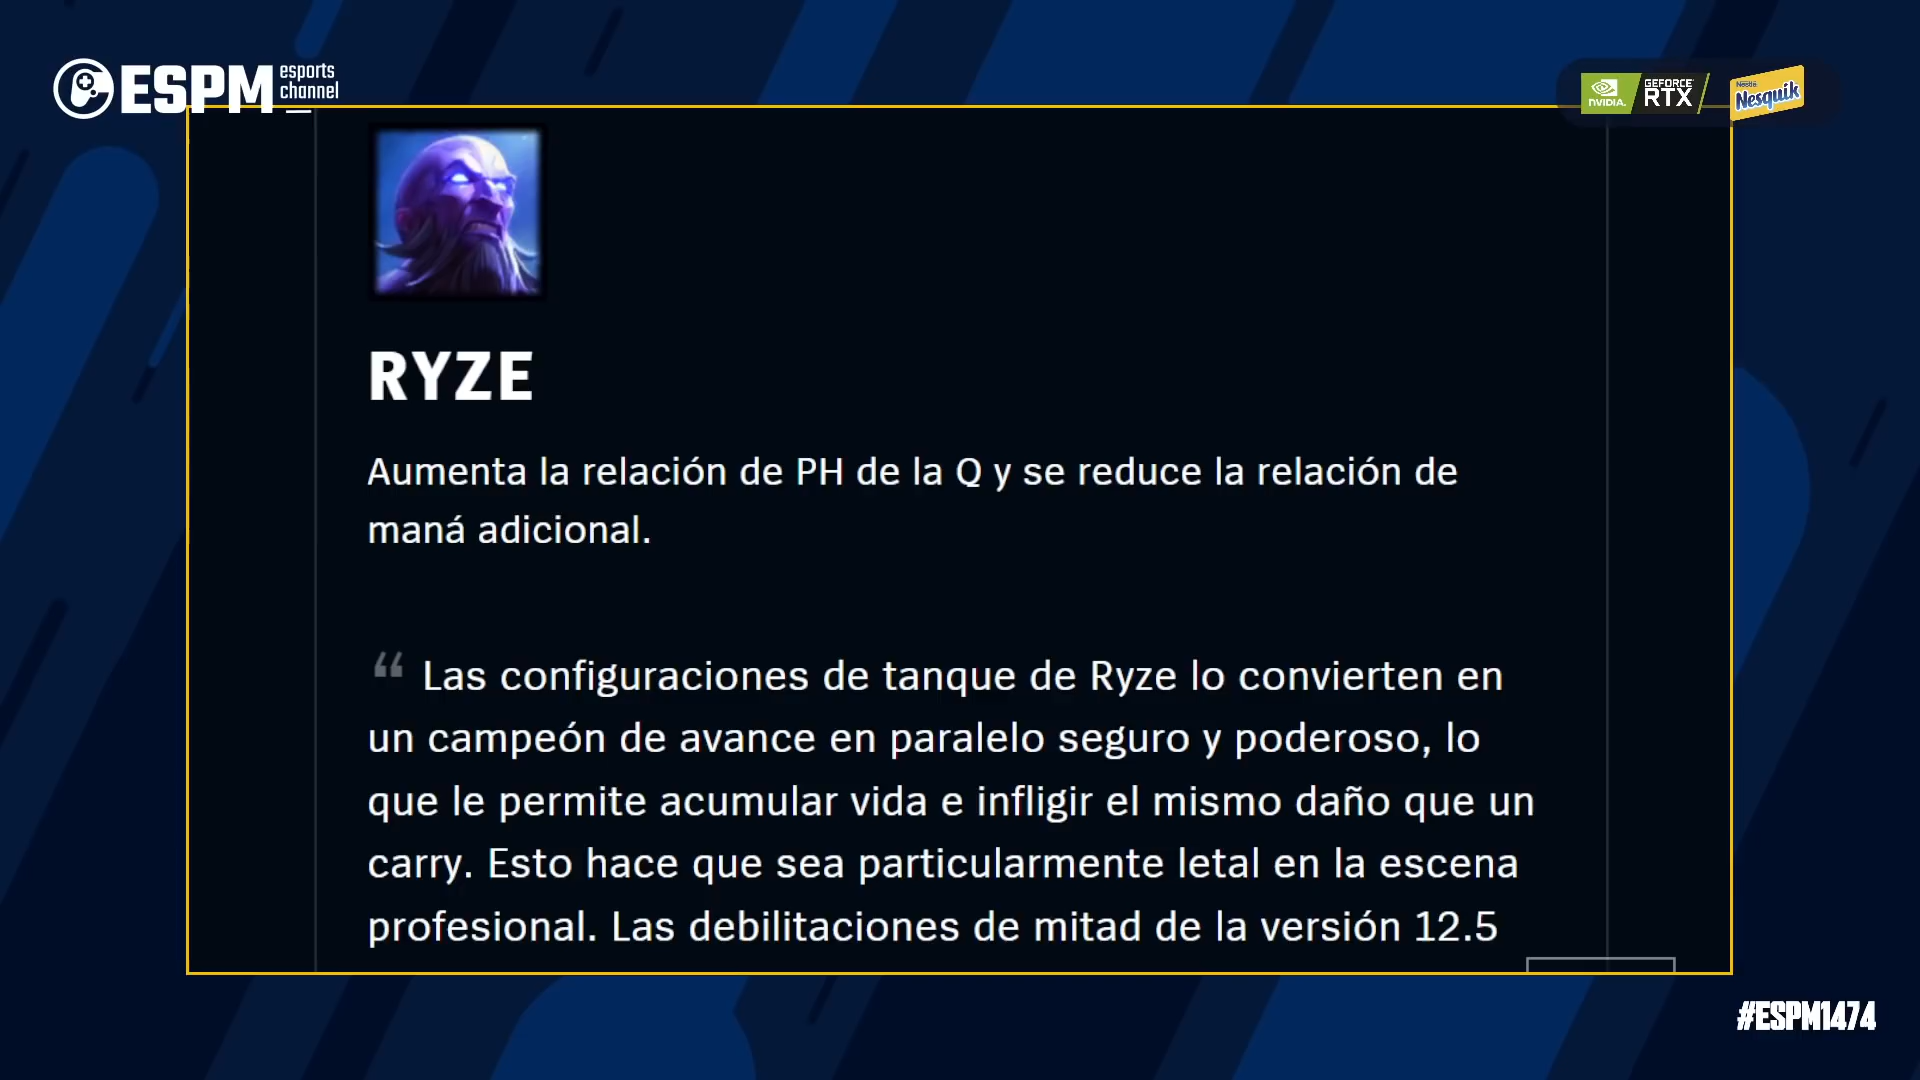 ESPM esports channel
NVIDIA. GEFORCE RTX
Nestlé Nesquik
RYZE
Aumenta la relación de PH de la Q y se reduce la relación de
maná adicional.
“ Las configuraciones de tanque de Ryze lo convierten en
un campeón de avance en paralelo seguro y poderoso, lo
que le permite acumular vida e infligir el mismo daño que un
carry. Esto hace que sea particularmente letal en la escena
profesional. Las debilitaciones de mitad de la versión 12.5
#ESPM1474